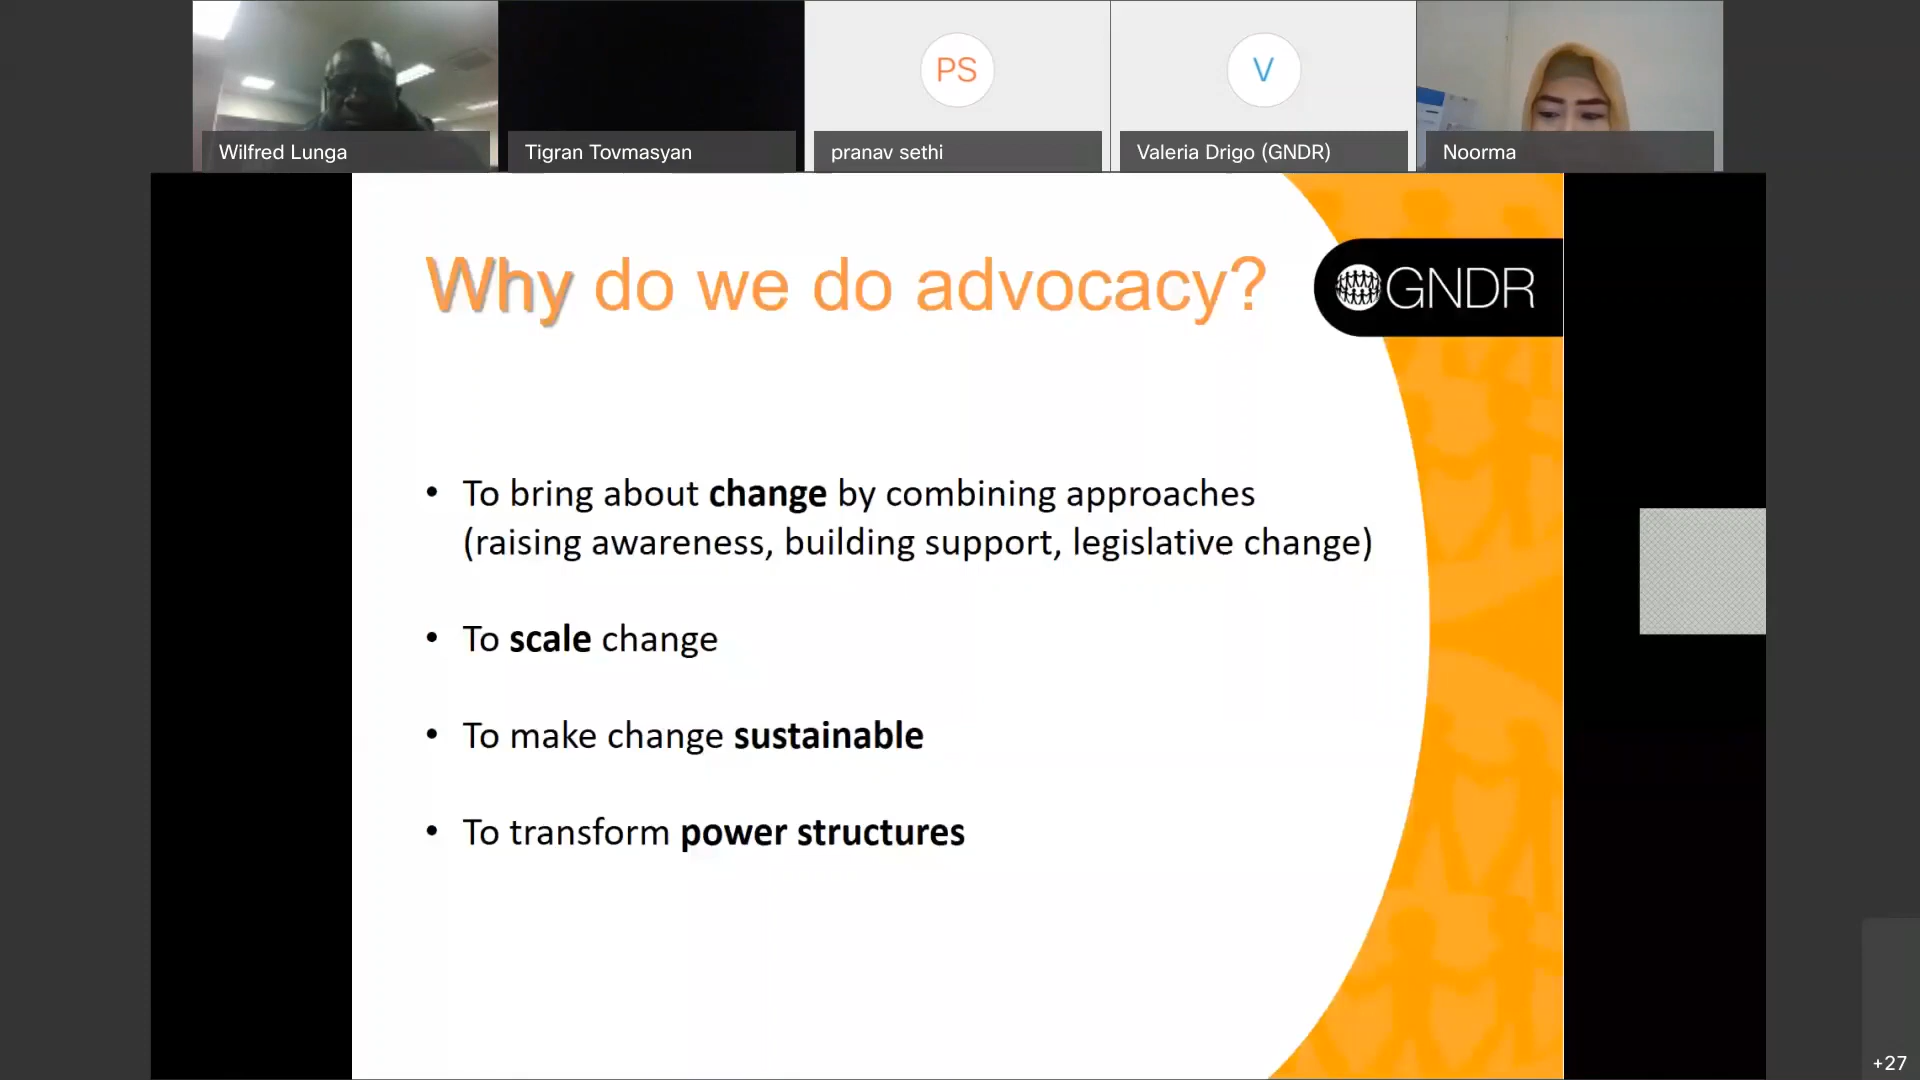 PS
V
Wilfred Lunga
Tigran Tovmasyan
pranav sethi
Valeria Drigo (GNDR)
Noorma
Why do we do advocacy?
GNDR
• To bring about change by combining approaches
(raising awareness, building support, legislative change)
• To scale change
• To make change sustainable
• To transform power structures
+27